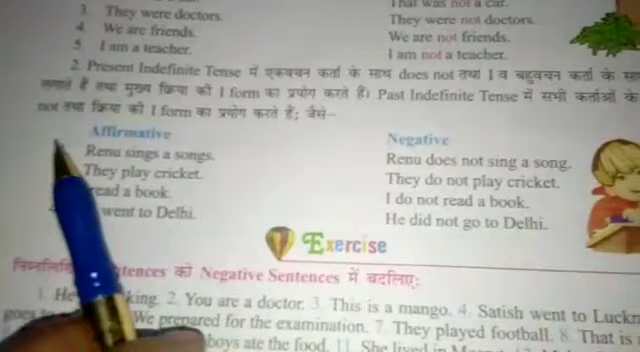 3. They were doctors.
4. We are friends.
5. I am a teacher.
That was not a car.
They were not doctors.
We are not friends.
I am not a teacher.
2. Present Indefinite Tense में एकवचन कर्ता के साथ does not तथा I व बहुवचन कर्ता के
लगाते हैं तथा मुख्य क्रिया की I form का प्रयोग करते हैं। Past Indefinite Tense में सभी कर्ताओं के
not तथा क्रिया की I form का प्रयोग करते हैं; जैसे–
Affirmative
Renu sings a songs.
They play cricket.
read a book.
went to Delhi.
Negative
Renu does not sing a song.
They do not play cricket.
I do not read a book.
He did not go to Delhi.
Exercise
को Negative Sentences में बदलिए:
1. He 2. You are a doctor. 3. This is a mango. 4. Satish went to
goes to We prepared for the examination. 7. They played football. 8. That is
boys ate the food. 11. She lived in